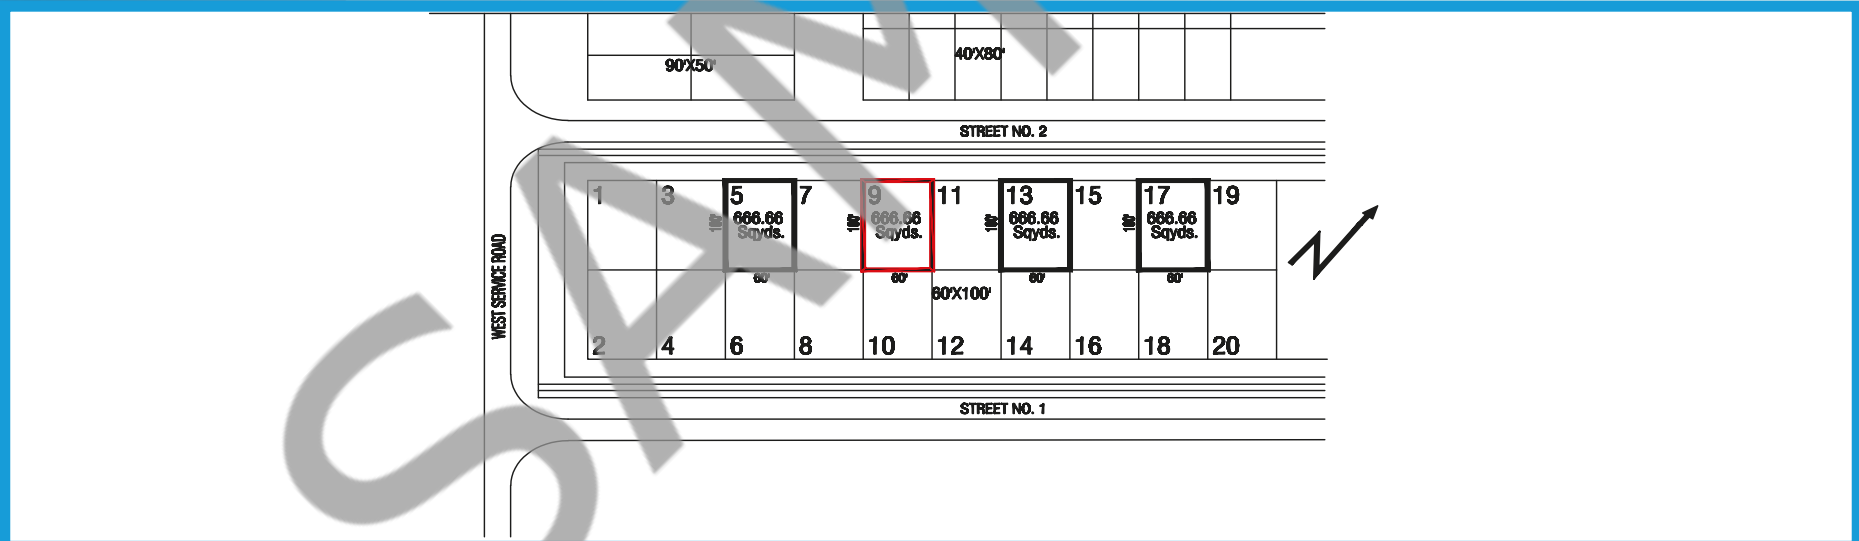 90'X50'
40'X80'
STREET NO. 2
1 3 5 7 9 11 13 15 17 19
100' 666.66 Sqyds. 60'
100' 666.66 Sqyds. 60'
100' 666.66 Sqyds. 60'
100' 666.66 Sqyds. 60'
60'X100'
WEST SERVICE ROAD
2 4 6 8 10 12 14 16 18 20
STREET NO. 1
N
SAM